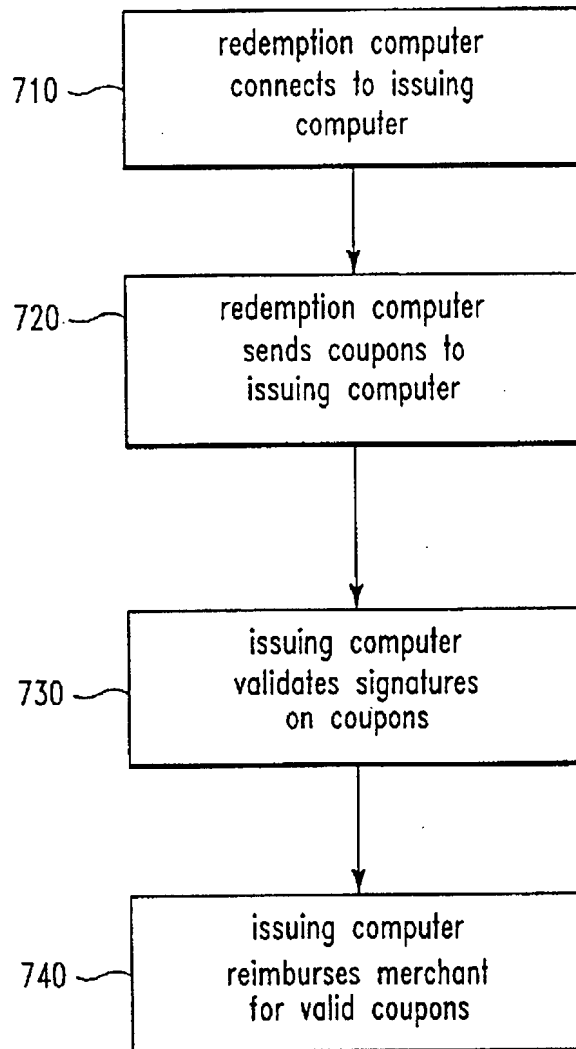 redemption computer
710
connects to issuing
computer
720
redemption computer
sends coupons to
issuing computer
issuing computer
730
validates signatures
on coupons
issuing computer
740
reimburses merchant
for valid coupons